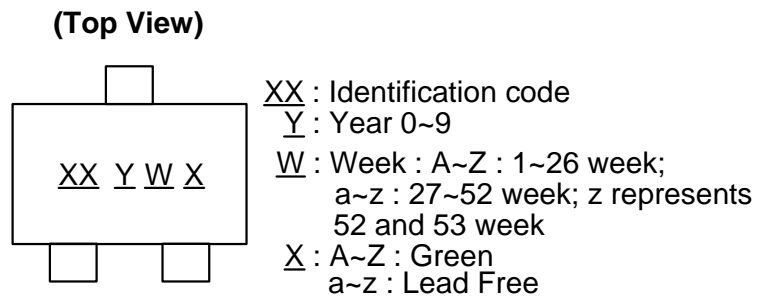 (Top View)
XX Y W X
XX : Identification code
Y : Year 0~9
W : Week : A~Z : 1~26 week;
a~z : 27~52 week; z represents
52 and 53 week
X : A~Z : Green
a~z : Lead Free